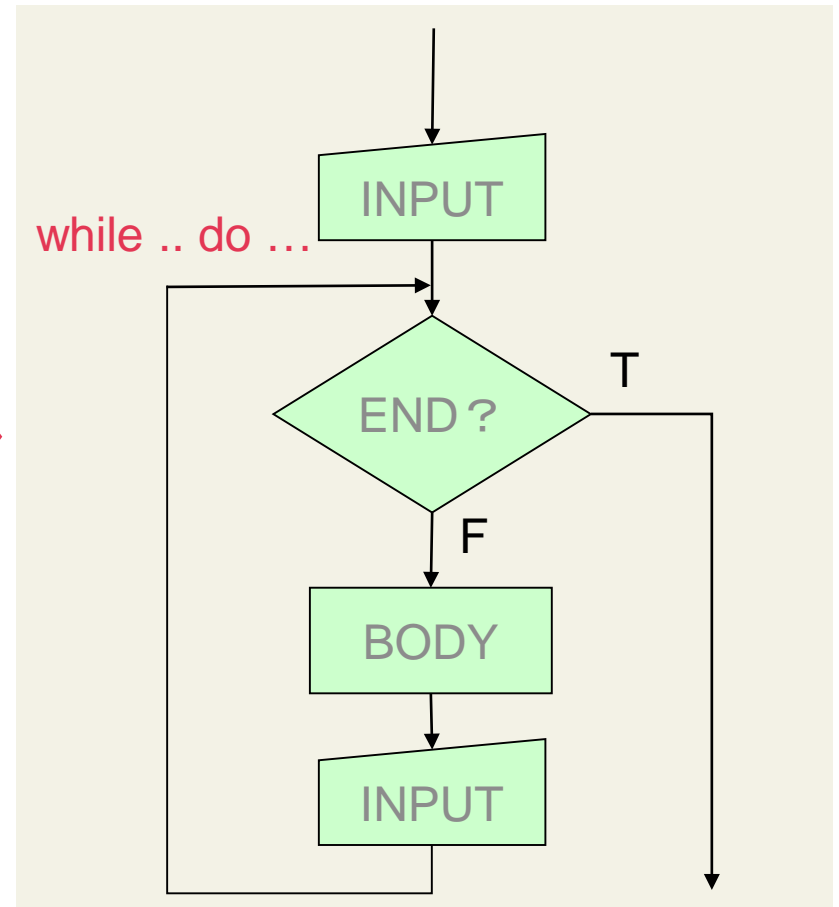 INPUT
while .. do …
T
END？
F
BODY
INPUT